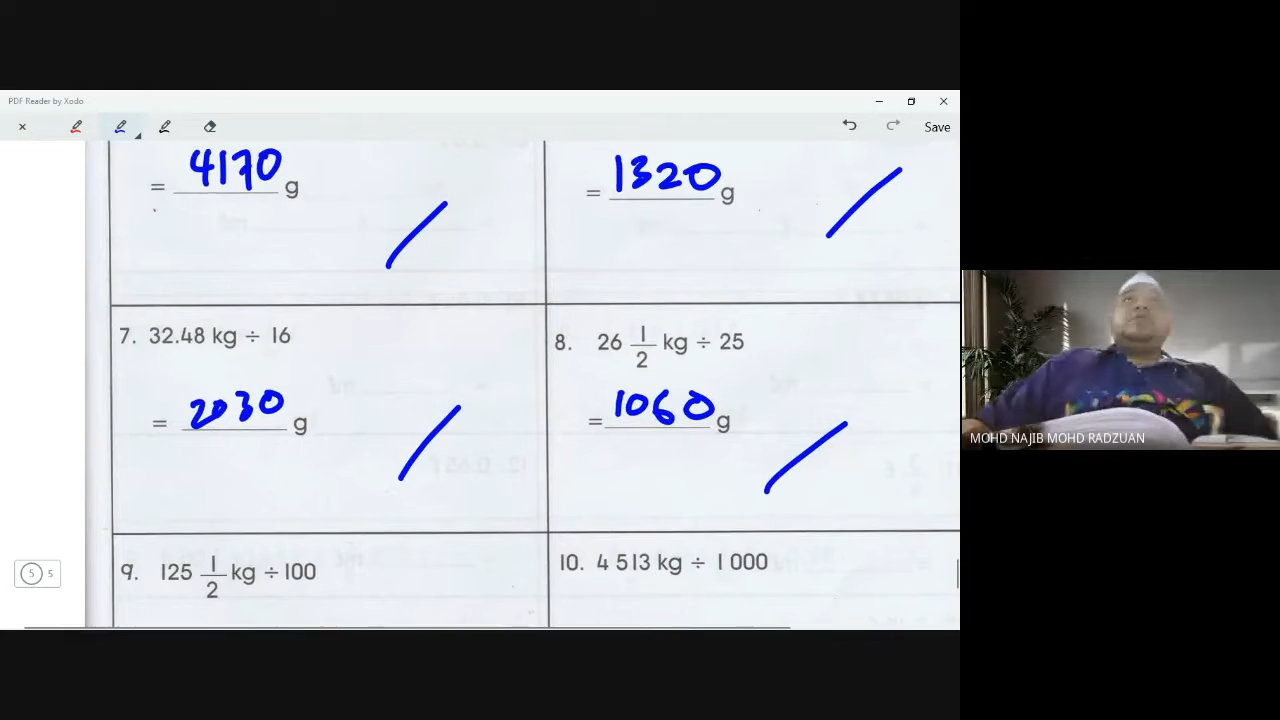 PDF Reader by Xodo
Save
= 4170 g
= 1320 g
7. 32.48 kg ÷ 16
= 2030 g
8. 26 1/2 kg ÷ 25
= 1060 g
9. 125 1/2 kg ÷ 100
10. 4 513 kg ÷ 1 000
5 5
MOHD NAJIB MOHD RADZUAN